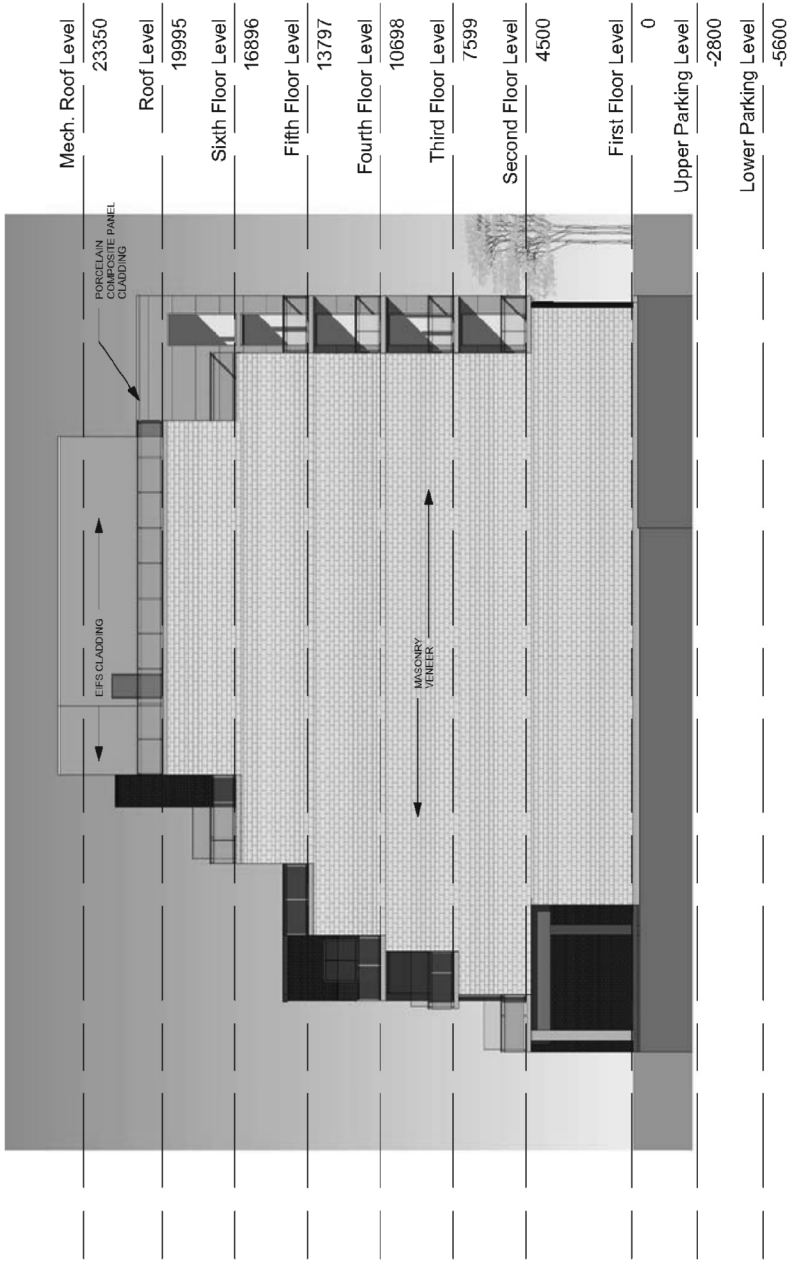 Mech. Roof Level
23350
Roof Level
19995
Sixth Floor Level
16896
Fifth Floor Level
13797
Fourth Floor Level
10698
Third Floor Level
7599
Second Floor Level
4500
First Floor Level
0
Upper Parking Level
-2800
Lower Parking Level
-5600
PORCELAIN
COMPOSITE PANEL
CLADDING
EIFS CLADDING
MASONRY
VENEER